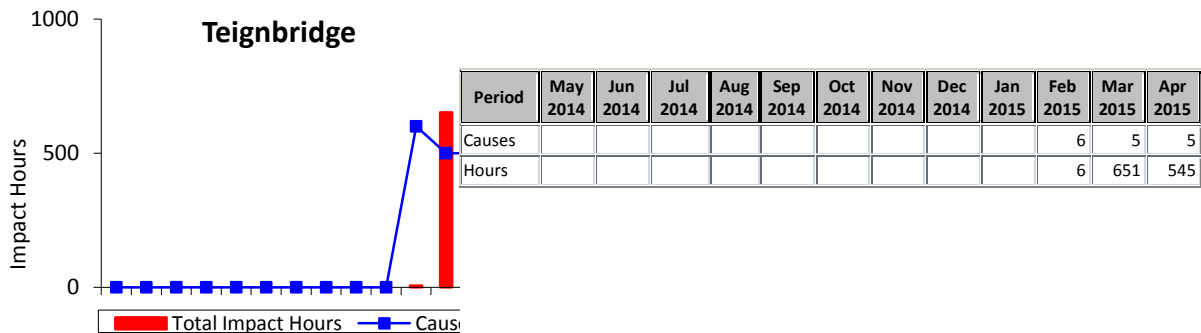 Teignbridge
1000
500
0
Impact Hours
Total Impact Hours Cause
Period May 2014 Jun 2014 Jul 2014 Aug 2014 Sep 2014 Oct 2014 Nov 2014 Dec 2014 Jan 2015 Feb 2015 Mar 2015 Apr 2015
Causes 6 5 5
Hours 6 651 545